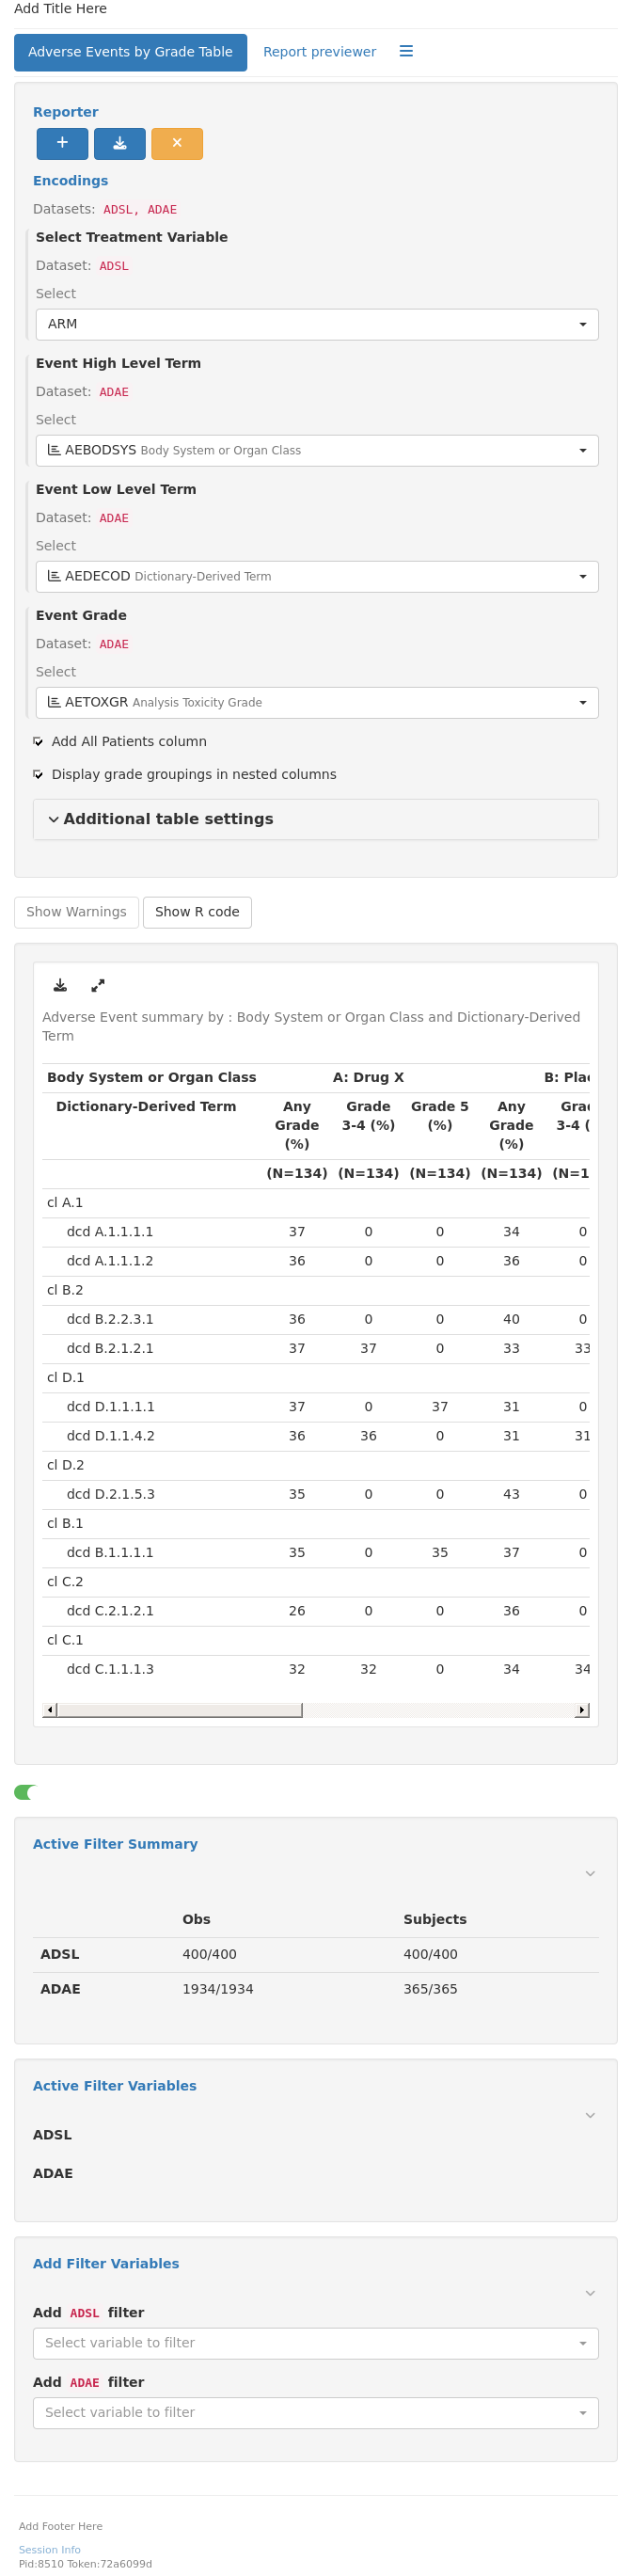 Add Title Here
Adverse Events by Grade Table Report previewer
Reporter
Encodings
Datasets: ADSL, ADAE
Select Treatment Variable
Dataset: ADSL
Select
ARM
Event High Level Term
Dataset: ADAE
Select
AEBODSYS Body System or Organ Class
Event Low Level Term
Dataset: ADAE
Select
AEDECOD Dictionary-Derived Term
Event Grade
Dataset: ADAE
Select
AETOXGR Analysis Toxicity Grade
Add All Patients column
Display grade groupings in nested columns
Additional table settings
Show Warnings Show R code
Adverse Event summary by : Body System or Organ Class and Dictionary-Derived
Term
Body System or Organ Class A: Drug X B: Plac
Dictionary-Derived Term Any Grade Grade 5 Any Grad
Grade 3-4 (%) (%) Grade 3-4 (
(%) (%)
(N=134) (N=134) (N=134) (N=134) (N=1
cl A.1
dcd A.1.1.1.1 37 0 0 34 0
dcd A.1.1.1.2 36 0 0 36 0
cl B.2
dcd B.2.2.3.1 36 0 0 40 0
dcd B.2.1.2.1 37 37 0 33 33
cl D.1
dcd D.1.1.1.1 37 0 37 31 0
dcd D.1.1.4.2 36 36 0 31 31
cl D.2
dcd D.2.1.5.3 35 0 0 43 0
cl B.1
dcd B.1.1.1.1 35 0 35 37 0
cl C.2
dcd C.2.1.2.1 26 0 0 36 0
cl C.1
dcd C.1.1.1.3 32 32 0 34 34
Active Filter Summary
Obs Subjects
ADSL 400/400 400/400
ADAE 1934/1934 365/365
Active Filter Variables
ADSL
ADAE
Add Filter Variables
Add ADSL filter
Select variable to filter
Add ADAE filter
Select variable to filter
Add Footer Here
Session Info
Pid:8510 Token:72a6099d